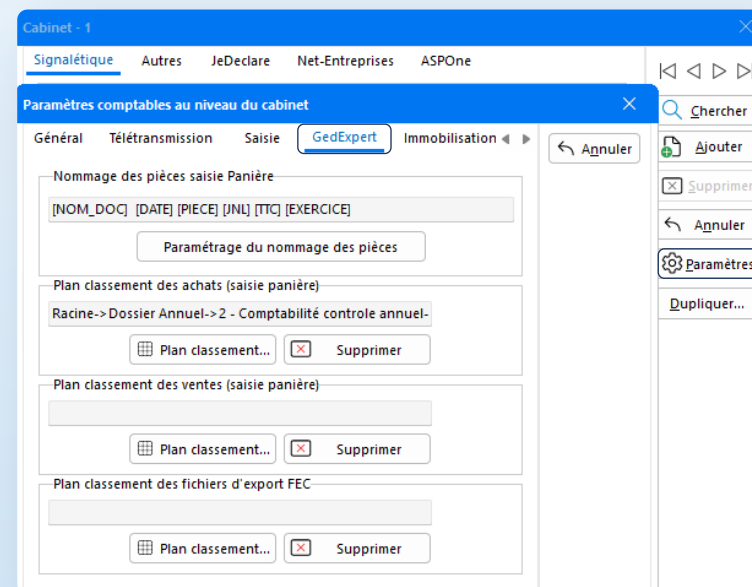 Cabinet - 1
Signalétique Autres JeDeclare Net-Entreprises ASPOne
Paramètres comptables au niveau du cabinet
Général Télétransmission Saisie GedExpert Immobilisation
Annuler
Nommage des pièces saisie Panière
[NOM_DOC] [DATE] [PIECE] [JNL] [TTC] [EXERCICE]
Paramétrage du nommage des pièces
Plan classement des achats (saisie panière)
Racine->Dossier Annuel->2 - Comptabilité controle annuel-
Plan classement... Supprimer
Plan classement des ventes (saisie panière)
Plan classement... Supprimer
Plan classement des fichiers d'export FEC
Plan classement... Supprimer
Chercher
Ajouter
Supprimer
Annuler
Paramètres
Dupliquer...